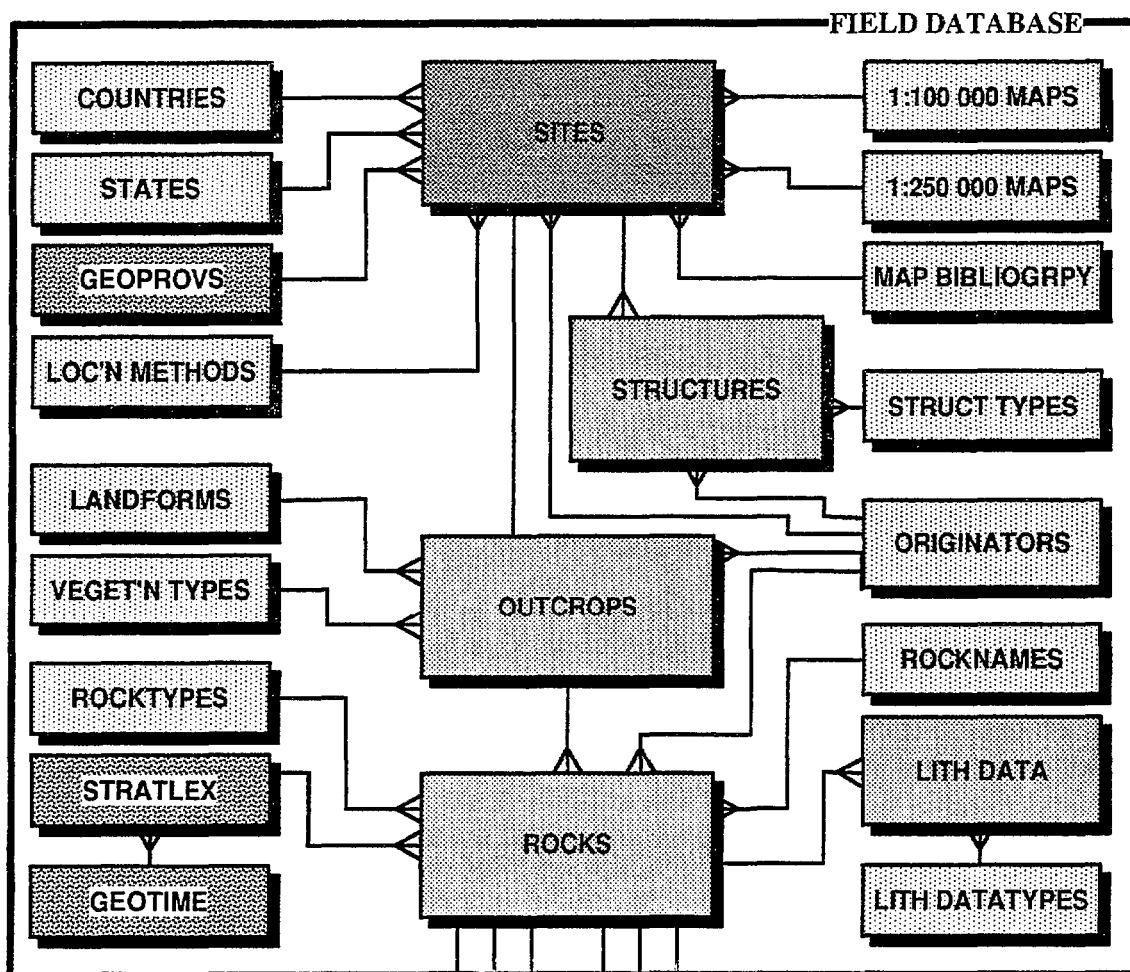 FIELD DATABASE
COUNTRIES
SITES
1:100 000 MAPS
STATES
1:250 000 MAPS
GEOPROVS
MAP BIBLIOGRPY
LOC'N METHODS
STRUCTURES
STRUCT TYPES
LANDFORMS
ORIGINATORS
VEGET'N TYPES
OUTCROPS
ROCKNAMES
ROCKTYPES
STRATLEX
LITH DATA
ROCKS
GEOTIME
LITH DATATYPES